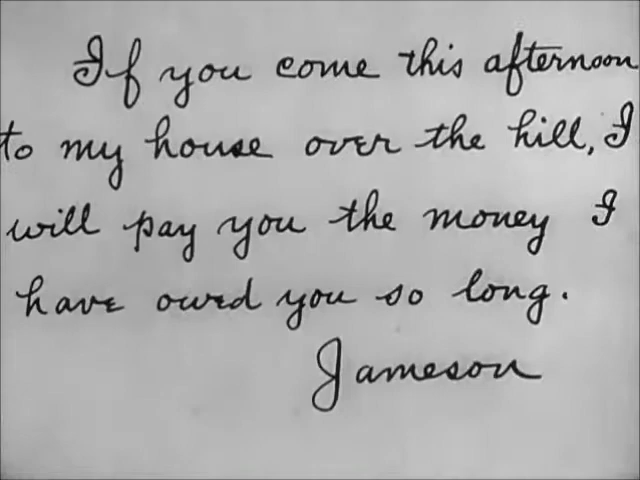 If you come this afternoon
to my house over the hill, I
will pay you the money I
have owed you so long.
Jameson